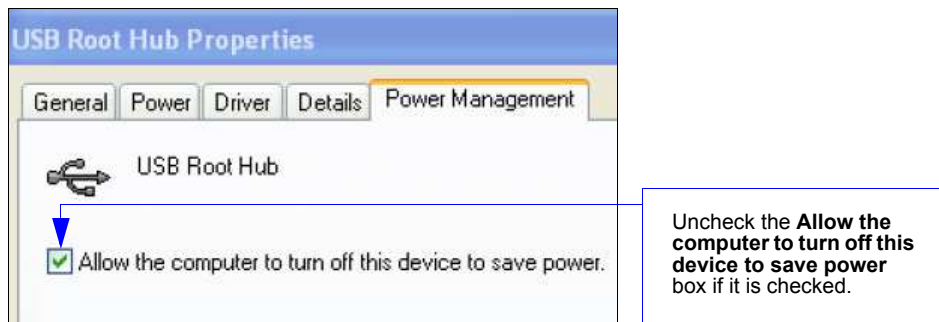 USB Root Hub Properties
General Power Driver Details Power Management
USB Root Hub
Allow the computer to turn off this device to save power.
Uncheck the Allow the
computer to turn off this
device to save power
box if it is checked.